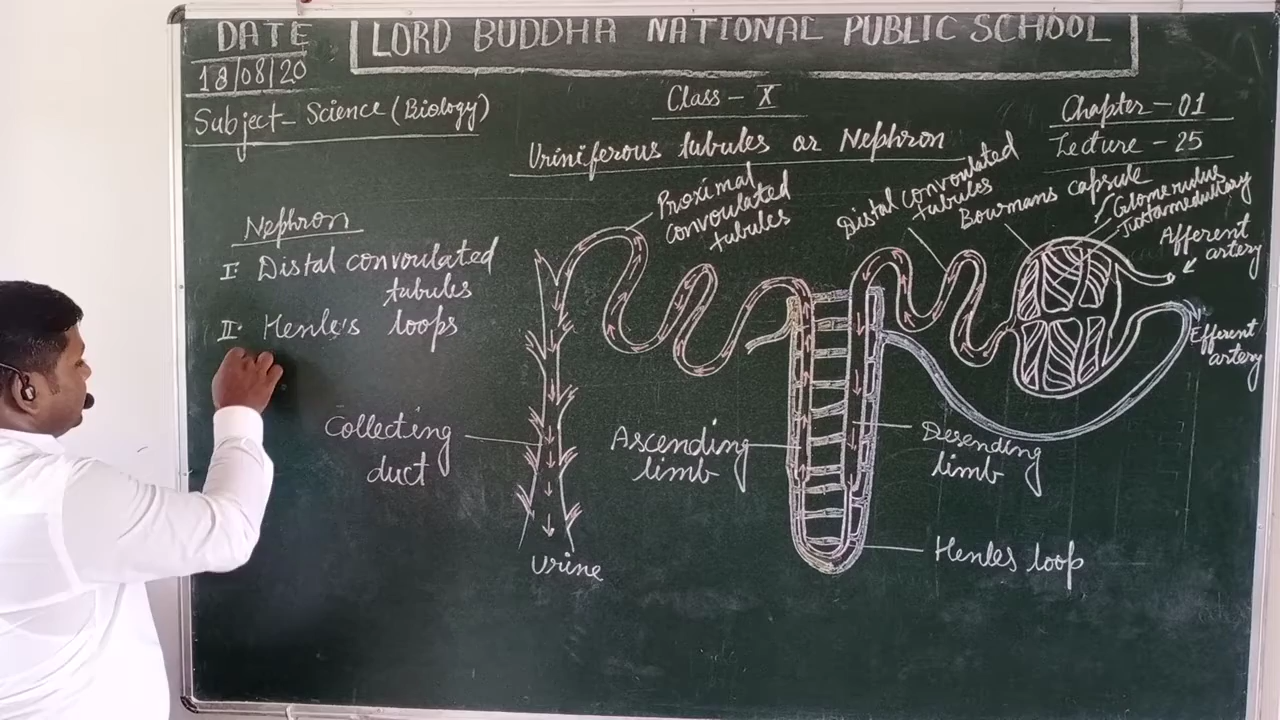 DATE
18/08/20
LORD BUDDHA NATIONAL PUBLIC SCHOOL
Subject - Science (Biology)
Class - X
Chapter - 01
Lecture - 25
Uriniferous tubules or Nephron
Nephron
I. Distal convoulated
tubules
II. Henle's loops
Proximal
convoulated
tubules
Distal convoulated
tubules
Bowmans capsule
Glomerulus
Juxtamedullary
Afferent
artery
Efferent
artery
Collecting
duct
Ascending
limb
Desending
limb
Henles loop
Urine